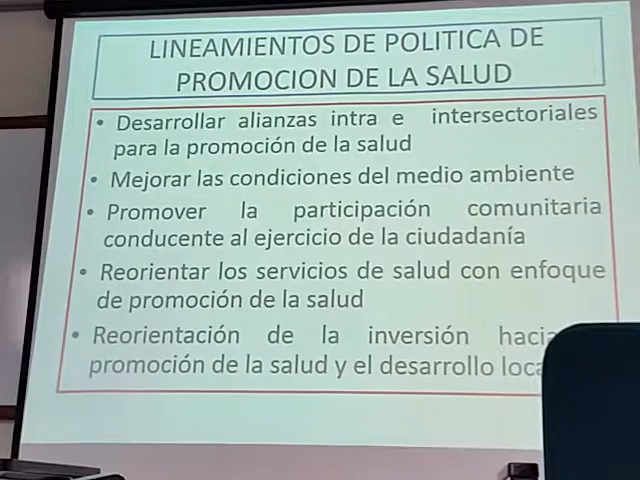 LINEAMIENTOS DE POLITICA DE
PROMOCION DE LA SALUD
• Desarrollar alianzas intra e intersectoriales
para la promoción de la salud
• Mejorar las condiciones del medio ambiente
• Promover la participación comunitaria
conducente al ejercicio de la ciudadanía
• Reorientar los servicios de salud con enfoque
de promoción de la salud
• Reorientación de la inversión
promoción de la salud y el desarrollo